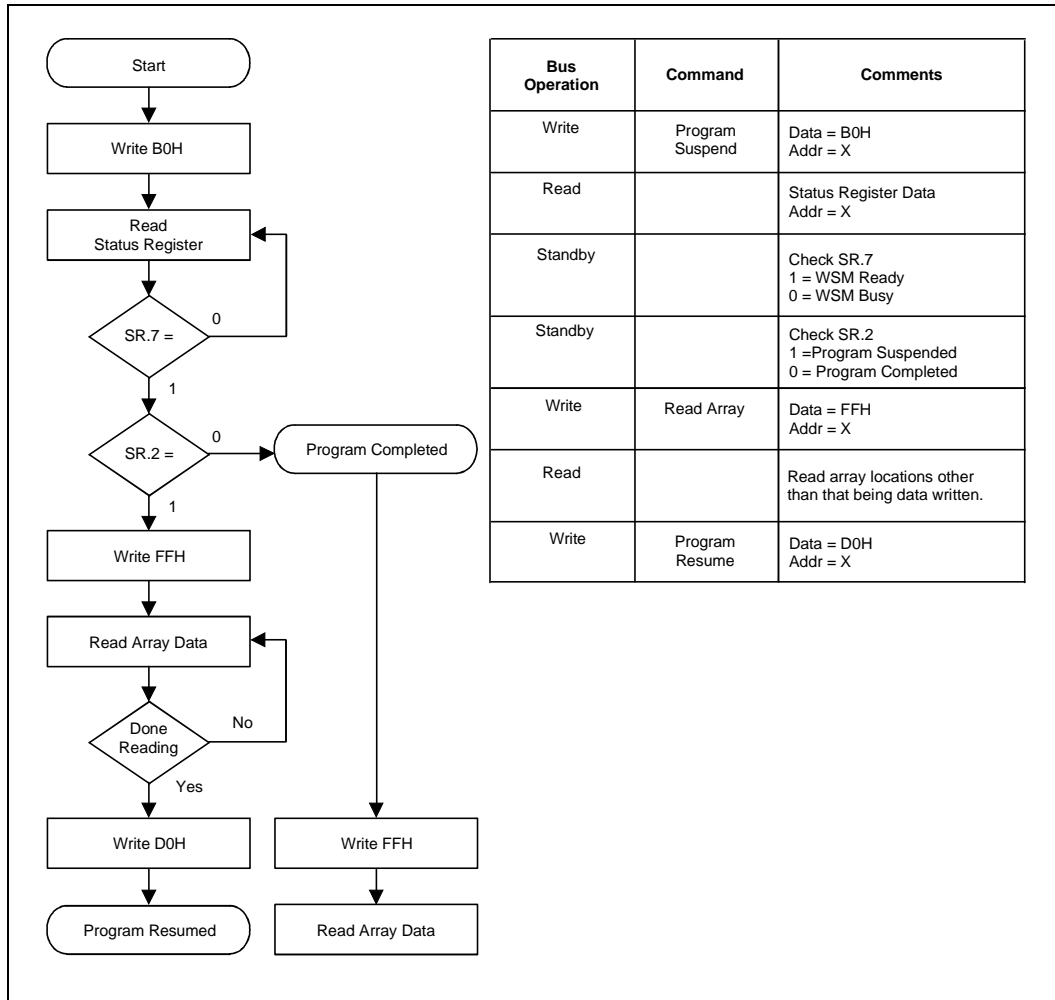 Start
Write B0H
Read
Status Register
SR.7 =
0
1
SR.2 =
0
Program Completed
1
Write FFH
Read Array Data
Done
Reading
No
Yes
Write D0H
Write FFH
Program Resumed
Read Array Data
Bus
Operation
Command
Comments
Write
Program
Suspend
Data = B0H
Addr = X
Read
Status Register Data
Addr = X
Standby
Check SR.7
1 = WSM Ready
0 = WSM Busy
Standby
Check SR.2
1 =Program Suspended
0 = Program Completed
Write
Read Array
Data = FFH
Addr = X
Read
Read array locations other
than that being data written.
Write
Program
Resume
Data = D0H
Addr = X